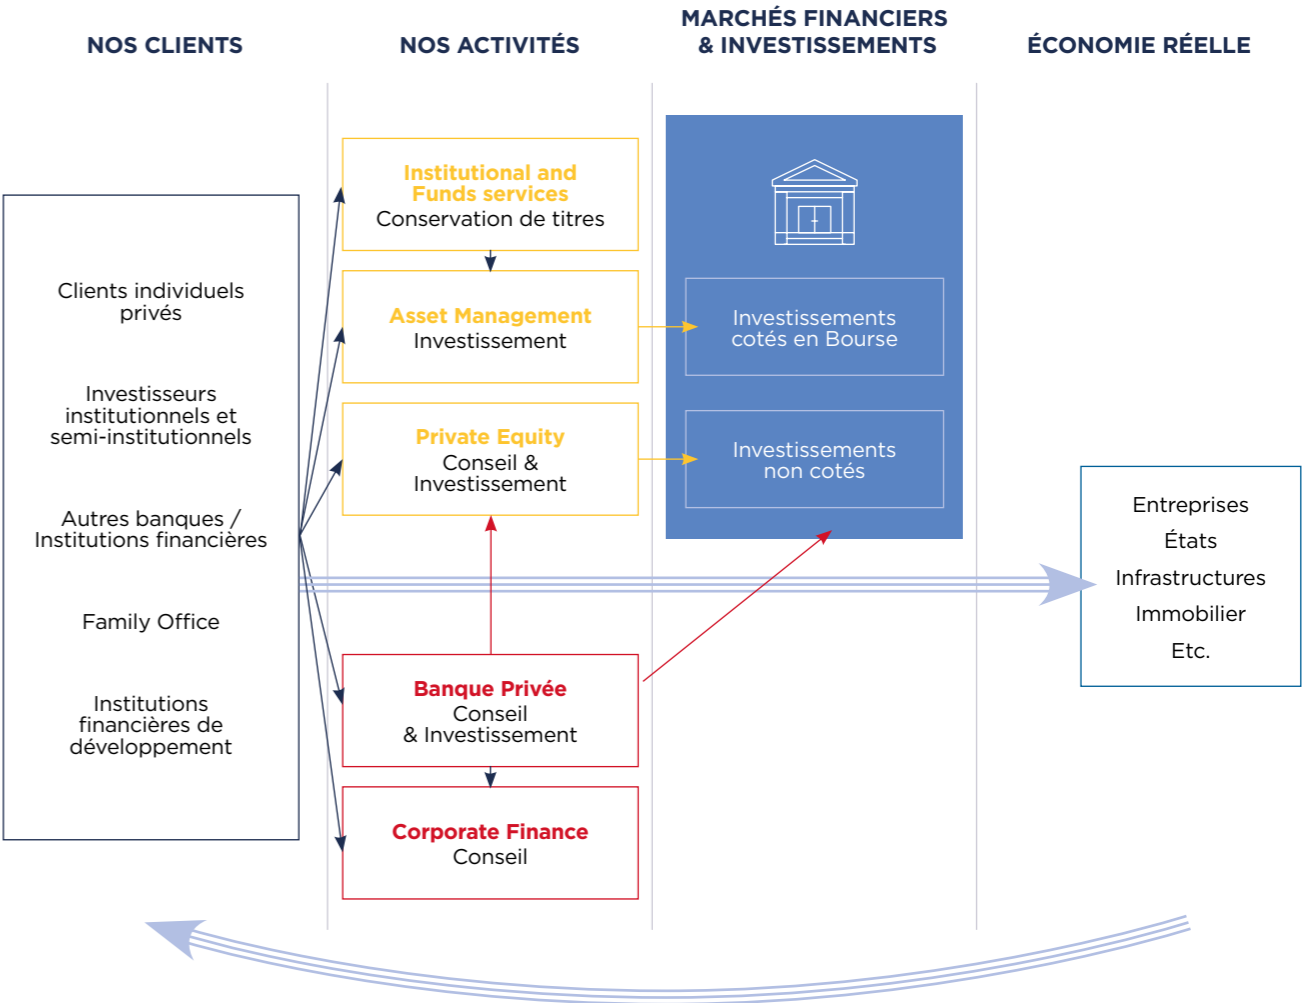 NOS CLIENTS
NOS ACTIVITÉS
MARCHÉS FINANCIERS
& INVESTISSEMENTS
ÉCONOMIE RÉELLE
Clients individuels
privés
Investisseurs
institutionnels et
semi-institutionnels
Autres banques /
Institutions financières
Family Office
Institutions
financières de
développement
Institutional and
Funds services
Conservation de titres
Asset Management
Investissement
Private Equity
Conseil &
Investissement
Banque Privée
Conseil
& Investissement
Corporate Finance
Conseil
Investissements
cotés en Bourse
Investissements
non cotés
Entreprises
États
Infrastructures
Immobilier
Etc.